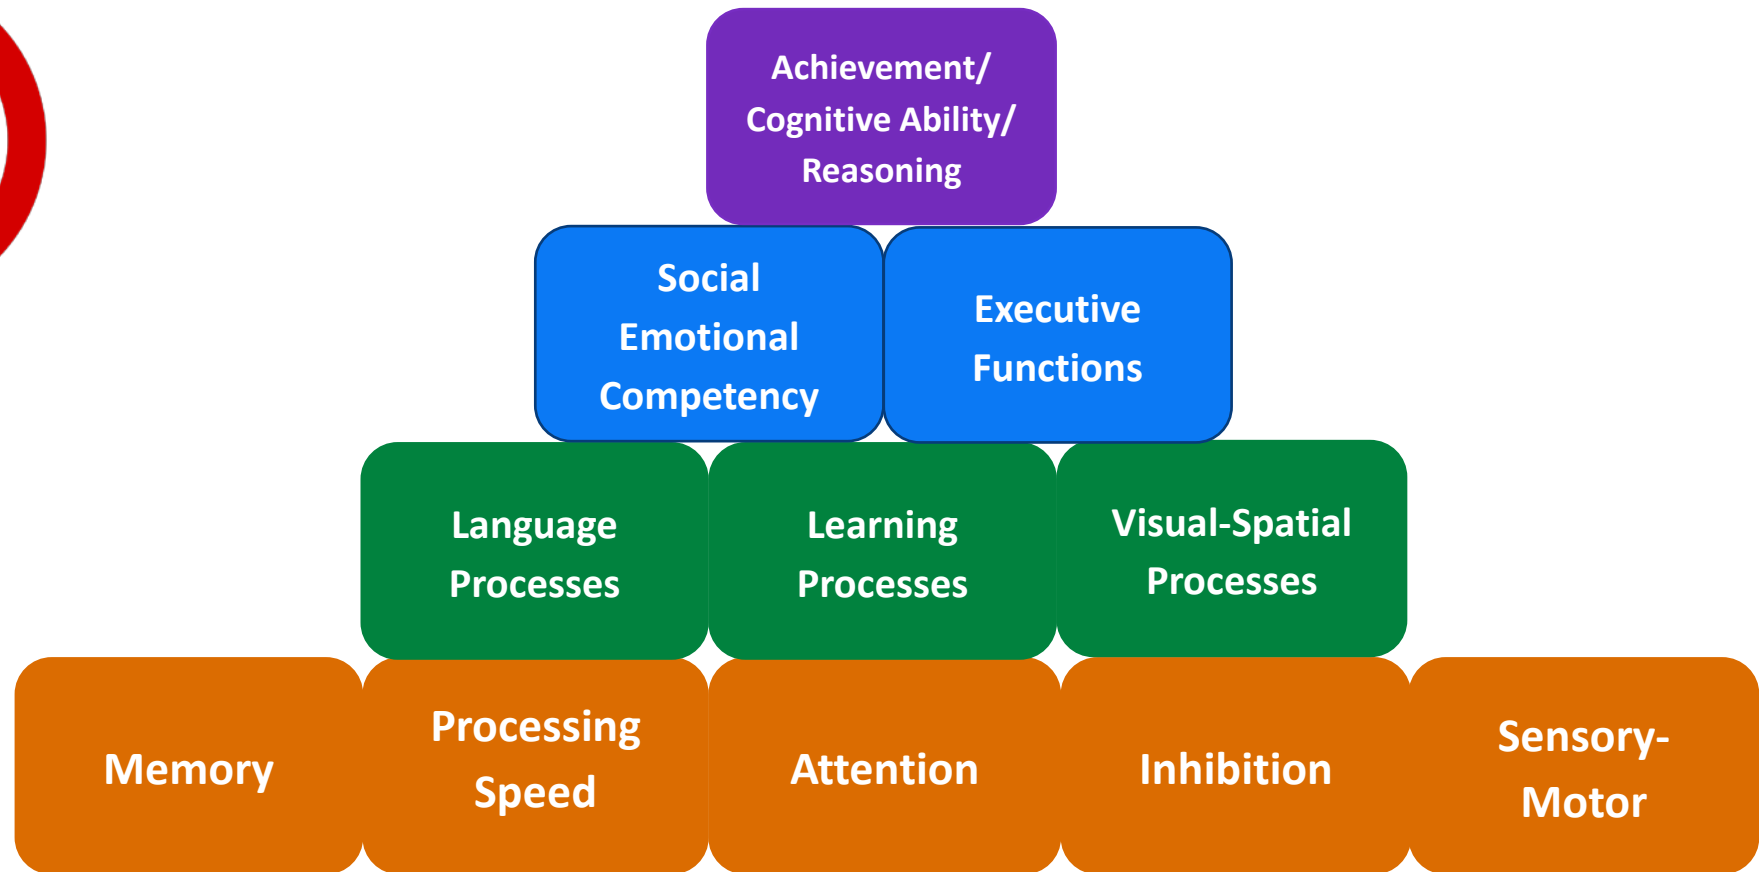 Achievement/
Cognitive Ability/
Reasoning
Social
Emotional
Competency
Executive
Functions
Language
Processes
Learning
Processes
Visual-Spatial
Processes
Memory
Processing
Speed
Attention
Inhibition
Sensory-
Motor